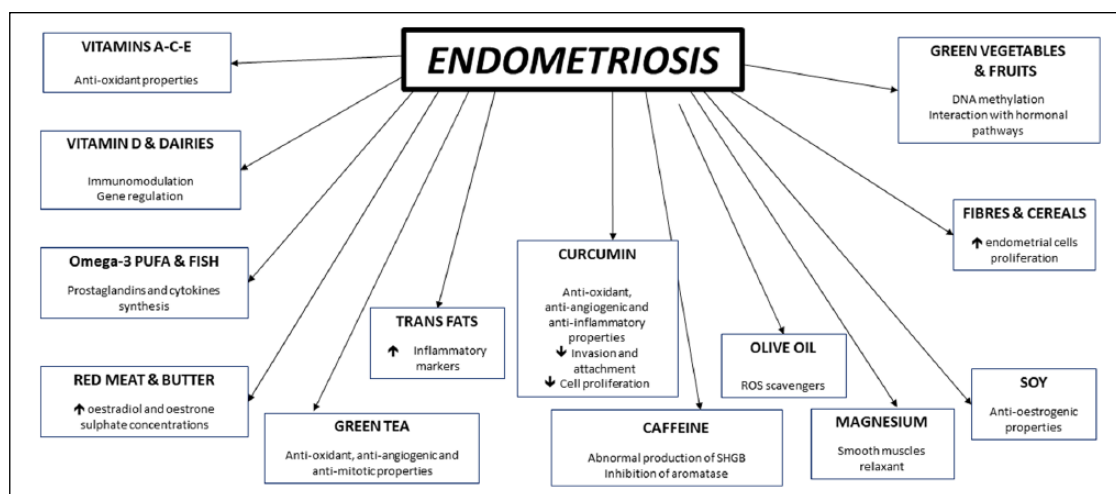 ENDOMETRIOSIS
VITAMINS A-C-E
Anti-oxidant properties
VITAMIN D & DAIRIES
Immunomodulation
Gene regulation
Omega-3 PUFA & FISH
Prostaglandins and cytokines
synthesis
RED MEAT & BUTTER
↑ oestradiol and oestrone
sulphate concentrations
GREEN TEA
Anti-oxidant, anti-angiogenic and
anti-mitotic properties
TRANS FATS
↑ Inflammatory
markers
CURCUMIN
Anti-oxidant,
anti-angiogenic and
anti-inflammatory
properties
↓ Invasion and
attachment
↓ Cell proliferation
CAFFEINE
Abnormal production of SHGB
Inhibition of aromatase
OLIVE OIL
ROS scavengers
MAGNESIUM
Smooth muscles
relaxant
SOY
Anti-oestrogenic
properties
FIBRES & CEREALS
↑ endometrial cells
proliferation
GREEN VEGETABLES
& FRUITS
DNA methylation
Interaction with hormonal
pathways